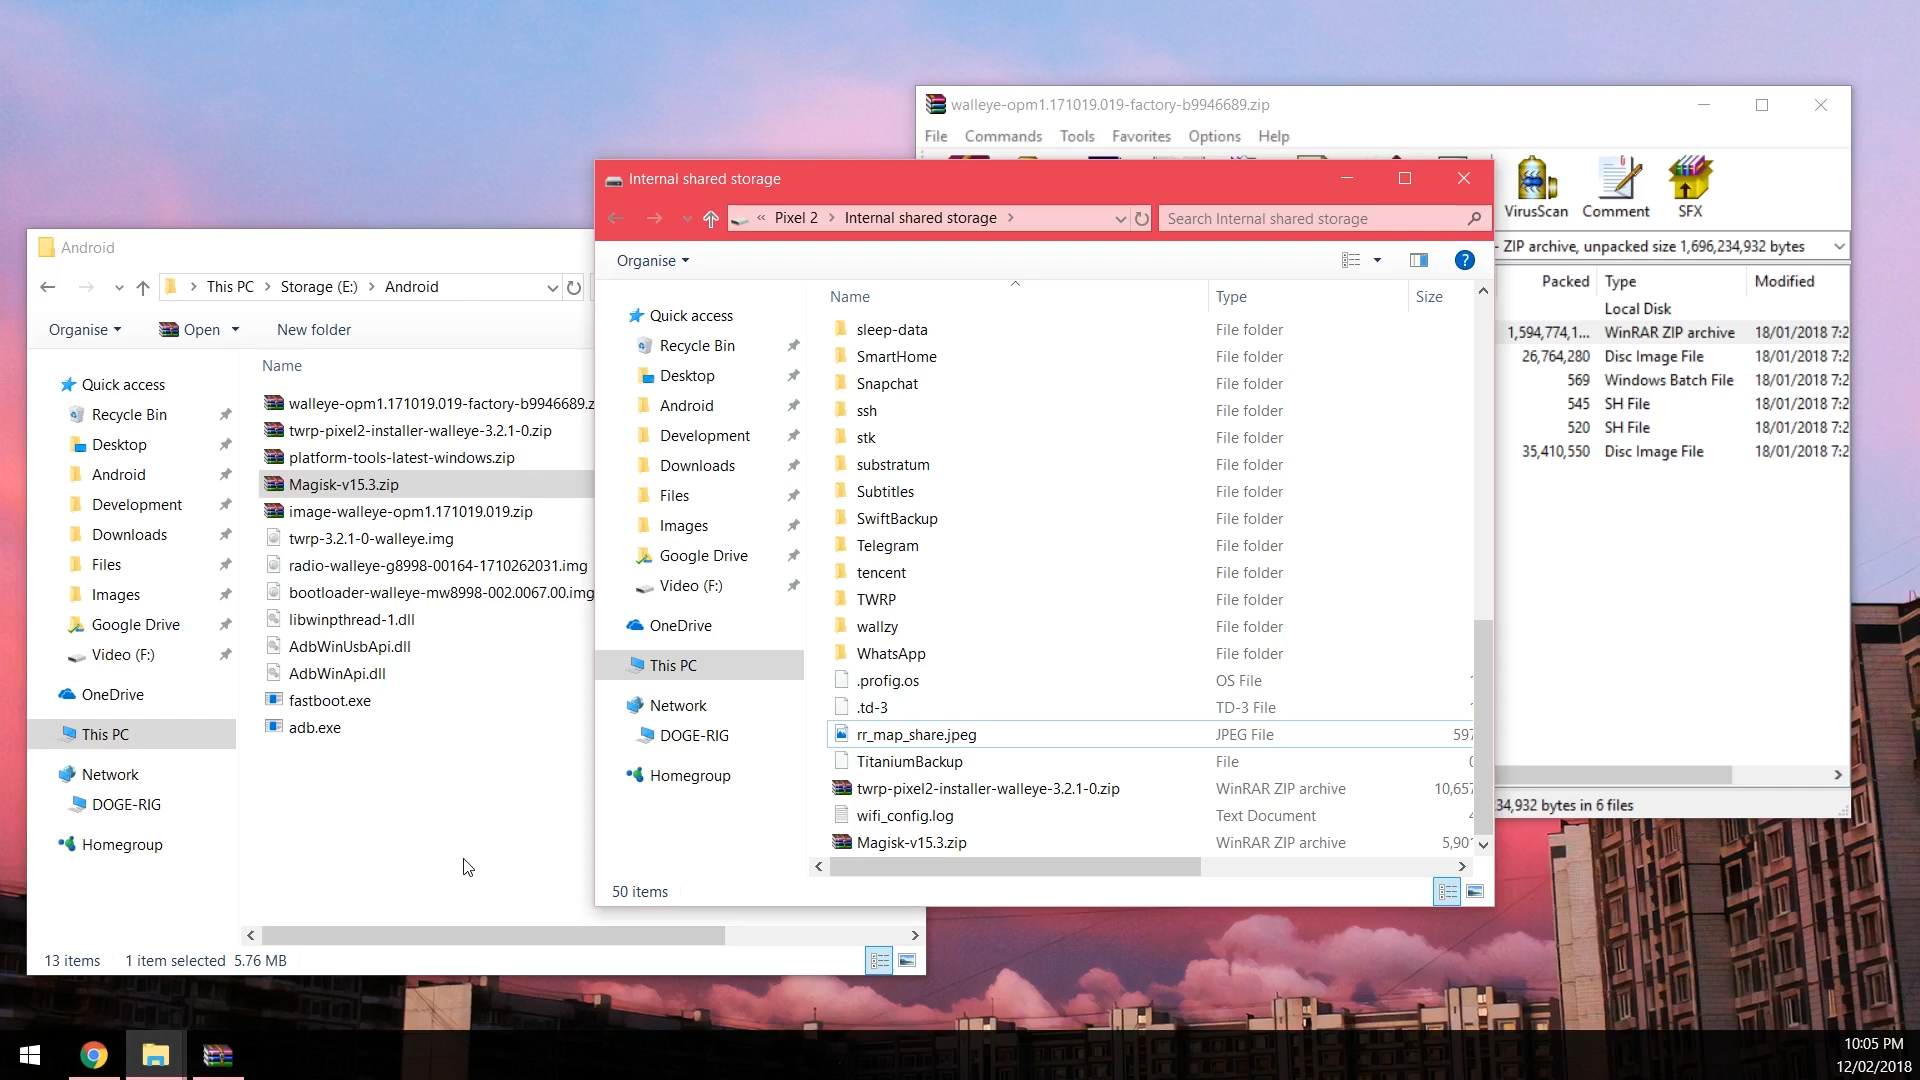 walleye-opm1.171019.019-factory-b9946689.zip
File Commands Tools Favorites Options Help
VirusScan Comment SFX
- ZIP archive, unpacked size 1,696,234,932 bytes
Packed Type Modified
Local Disk
1,594,774,1... WinRAR ZIP archive 18/01/2018 7:2
26,764,280 Disc Image File 18/01/2018 7:2
569 Windows Batch File 18/01/2018 7:2
545 SH File 18/01/2018 7:2
520 SH File 18/01/2018 7:2
35,410,550 Disc Image File 18/01/2018 7:2
34,932 bytes in 6 files
Internal shared storage
« Pixel 2 > Internal shared storage >
Search Internal shared storage
Organise
?
Quick access
Recycle Bin
Desktop
Android
Development
Downloads
Files
Images
Google Drive
Video (F:)
OneDrive
This PC
Network
DOGE-RIG
Homegroup
Name Type Size
sleep-data File folder
SmartHome File folder
Snapchat File folder
ssh File folder
stk File folder
substratum File folder
Subtitles File folder
SwiftBackup File folder
Telegram File folder
tencent File folder
TWRP File folder
wallzy File folder
WhatsApp File folder
.profig.os OS File
.td-3 TD-3 File
rr_map_share.jpeg JPEG File 597
TitaniumBackup File
twrp-pixel2-installer-walleye-3.2.1-0.zip WinRAR ZIP archive 10,657
wifi_config.log Text Document
Magisk-v15.3.zip WinRAR ZIP archive 5,901
50 items
Android
This PC > Storage (E:) > Android
Organise Open New folder
Quick access
Recycle Bin
Desktop
Android
Development
Downloads
Files
Images
Google Drive
Video (F:)
OneDrive
This PC
Network
DOGE-RIG
Homegroup
Name
walleye-opm1.171019.019-factory-b9946689.z
twrp-pixel2-installer-walleye-3.2.1-0.zip
platform-tools-latest-windows.zip
Magisk-v15.3.zip
image-walleye-opm1.171019.019.zip
twrp-3.2.1-0-walleye.img
radio-walleye-g8998-00164-1710262031.img
bootloader-walleye-mw8998-002.0067.00.img
libwinpthread-1.dll
AdbWinUsbApi.dll
AdbWinApi.dll
fastboot.exe
adb.exe
13 items 1 item selected 5.76 MB
10:05 PM
12/02/2018